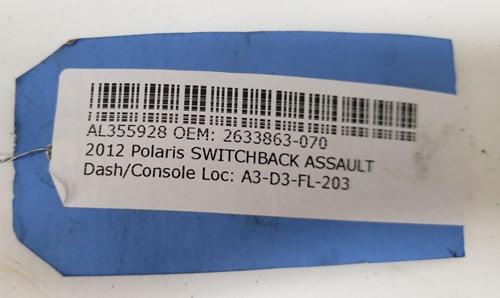 AL355928 OEM: 2633863-070
2012 Polaris SWITCHBACK ASSAULT
Dash/Console Loc: A3-D3-FL-203